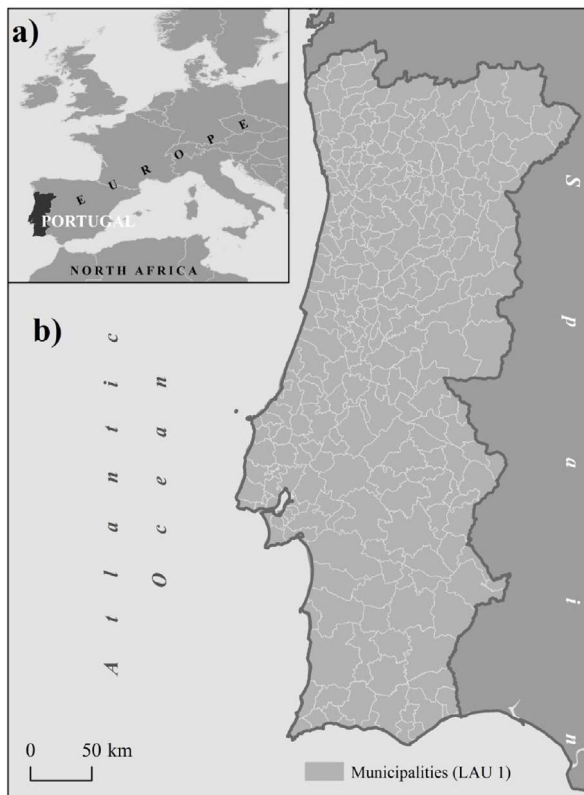 a)
EUROPE
PORTUGAL
NORTH AFRICA
b)
Atlantic
Ocean
Spain
0 50 km
Municipalities (LAU 1)